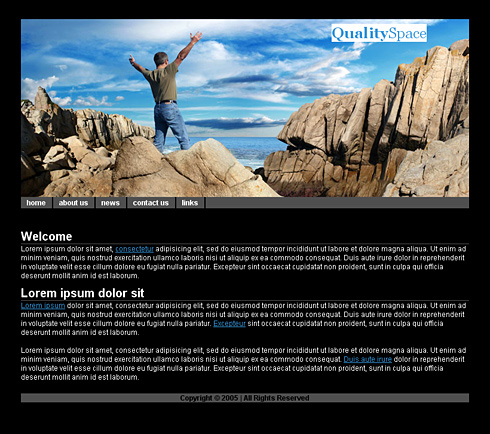 QualitySpace
home about us news contact us links
Welcome
Lorem ipsum dolor sit amet, consectetur adipisicing elit, sed do eiusmod tempor incididunt ut labore et dolore magna aliqua. Ut enim ad
minim veniam, quis nostrud exercitation ullamco laboris nisi ut aliquip ex ea commodo consequat. Duis aute irure dolor in reprehenderit
in voluptate velit esse cillum dolore eu fugiat nulla pariatur. Excepteur sint occaecat cupidatat non proident, sunt in culpa qui officia
deserunt mollit anim id est laborum.
Lorem ipsum dolor sit
Lorem ipsum dolor sit amet, consectetur adipisicing elit, sed do eiusmod tempor incididunt ut labore et dolore magna aliqua. Ut enim ad
minim veniam, quis nostrud exercitation ullamco laboris nisi ut aliquip ex ea commodo consequat. Duis aute irure dolor in reprehenderit
in voluptate velit esse cillum dolore eu fugiat nulla pariatur. Excepteur sint occaecat cupidatat non proident, sunt in culpa qui officia
deserunt mollit anim id est laborum.
Lorem ipsum dolor sit amet, consectetur adipisicing elit, sed do eiusmod tempor incididunt ut labore et dolore magna aliqua. Ut enim ad
minim veniam, quis nostrud exercitation ullamco laboris nisi ut aliquip ex ea commodo consequat. Duis aute irure dolor in reprehenderit
in voluptate velit esse cillum dolore eu fugiat nulla pariatur. Excepteur sint occaecat cupidatat non proident, sunt in culpa qui officia
deserunt mollit anim id est laborum.
Copyright © 2005 | All Rights Reserved